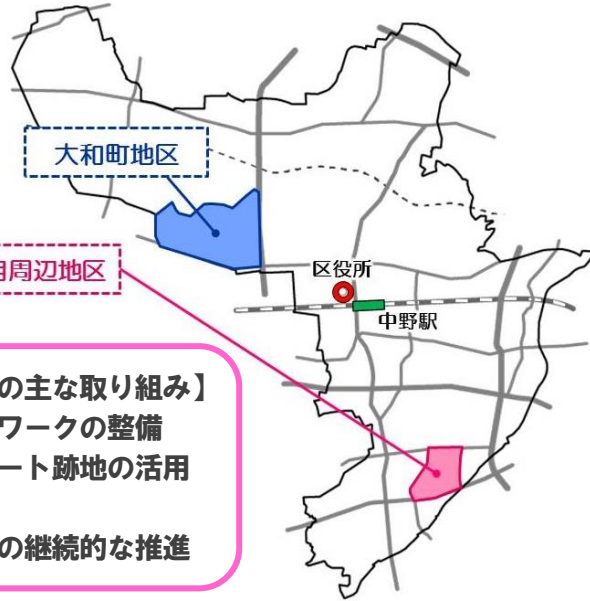 大和町地区
周辺地区
区役所
中野駅
の主な取り組み】
ワークの整備
ート跡地の活用
の継続的な推進